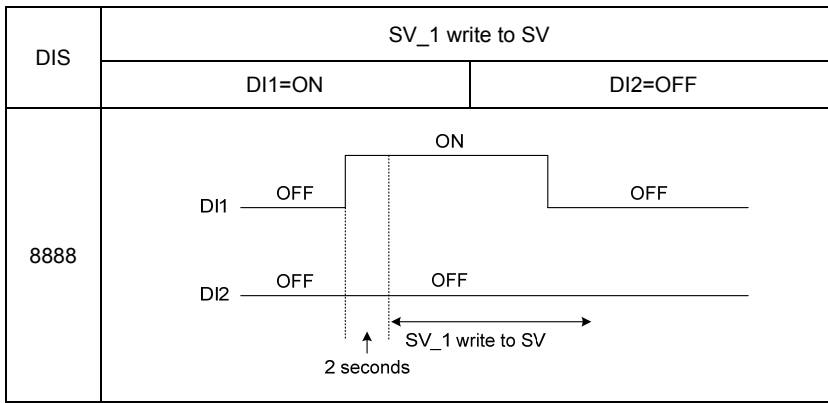 DIS
SV_1 write to SV
DI1=ON
DI2=OFF
8888
ON
DI1
OFF
OFF
DI2
OFF
OFF
SV_1 write to SV
2 seconds